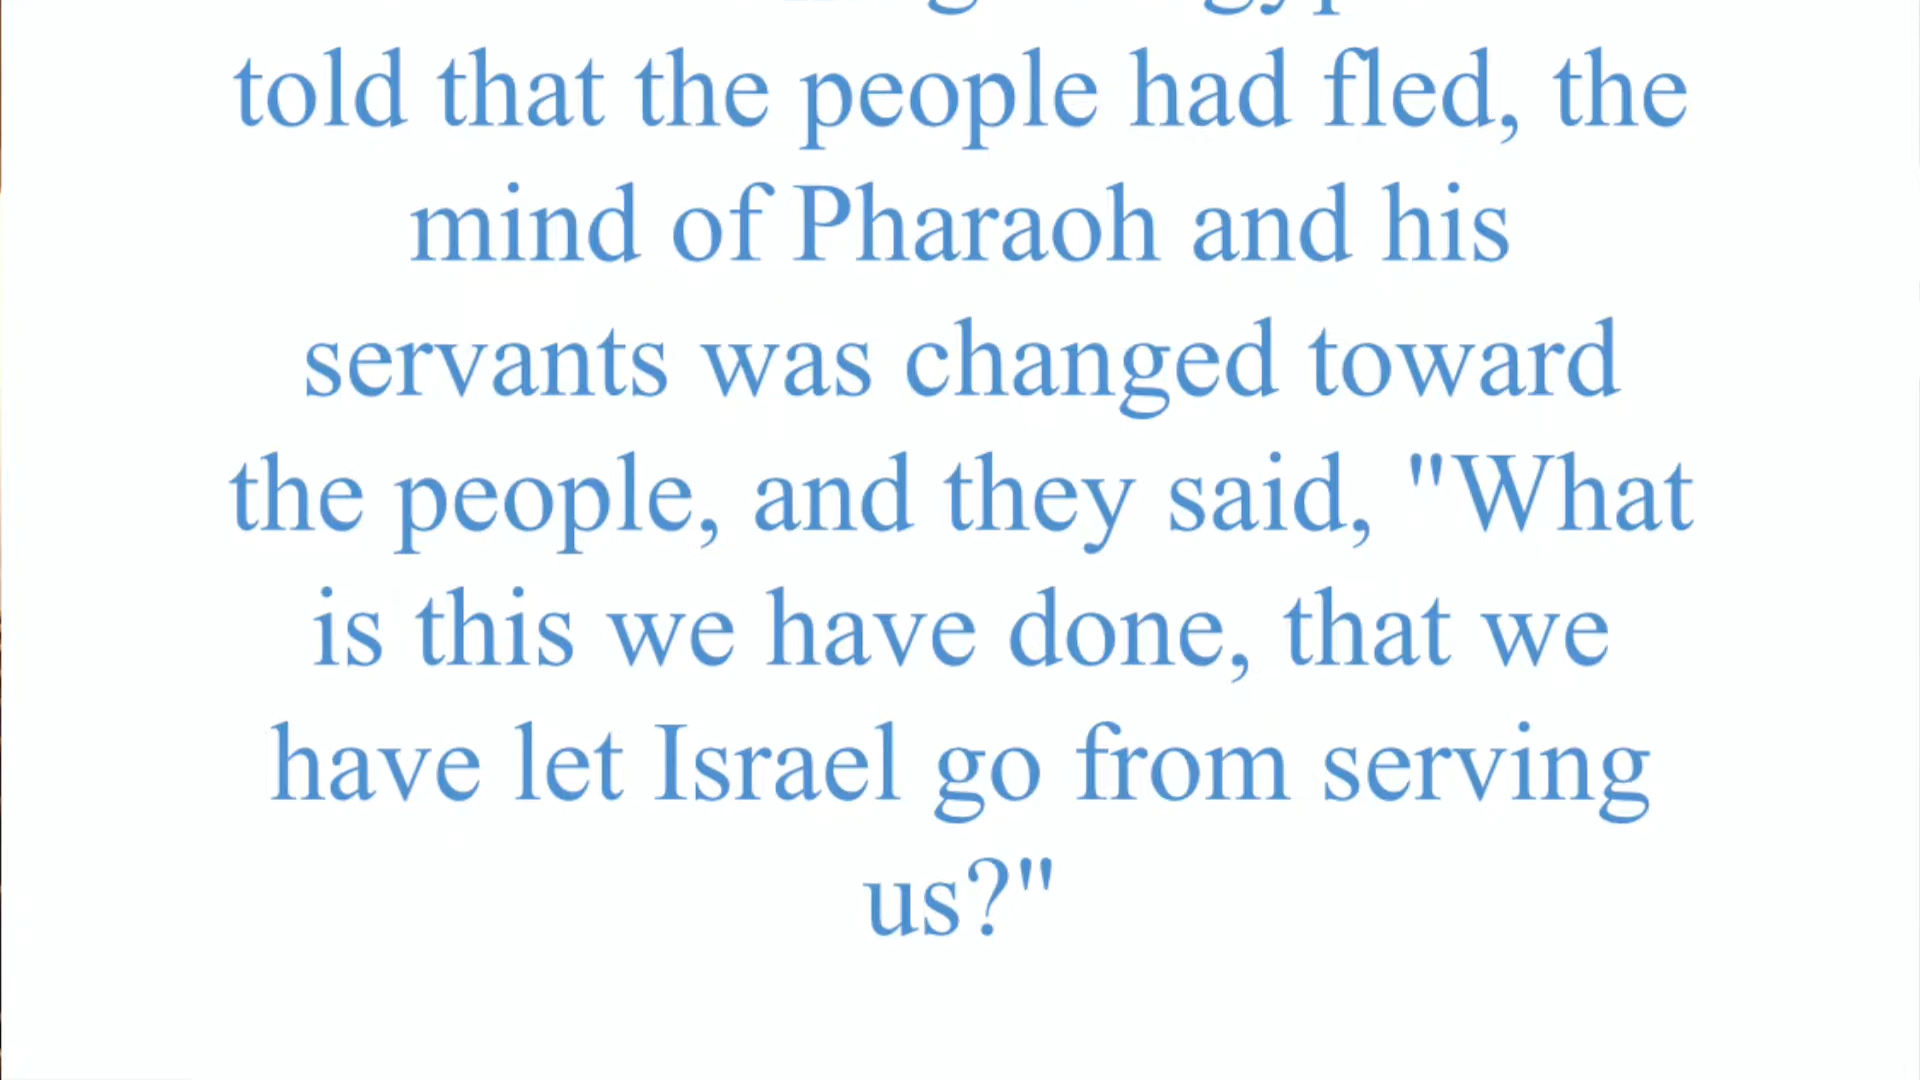 told that the people had fled, the
mind of Pharaoh and his
servants was changed toward
the people, and they said, "What
is this we have done, that we
have let Israel go from serving
us?"